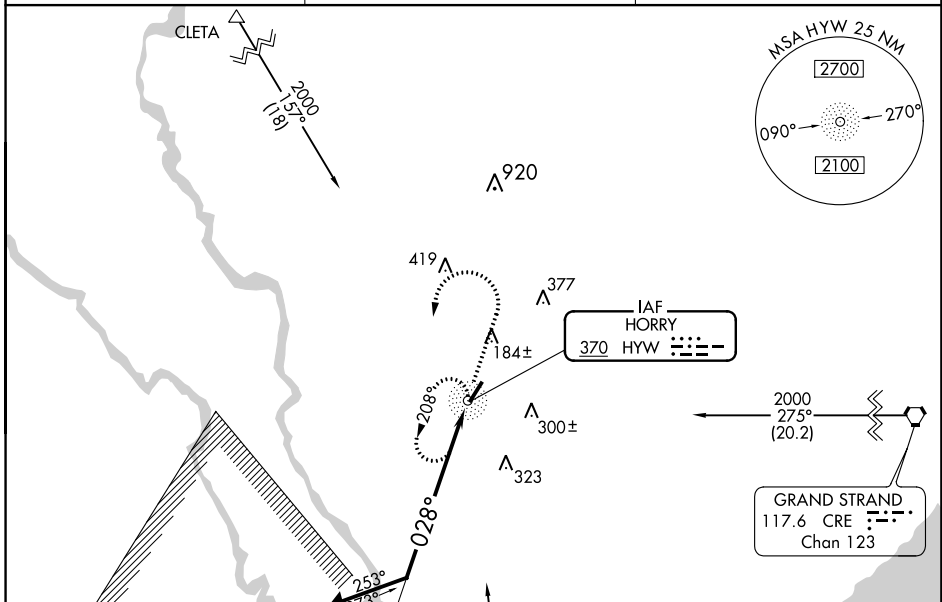 CLETA
2000
157°
(18)
MSA HYW 25 NM
2700
090°
270°
2100
920
419
377
IAF
HORRY
370 HYW
184±
208°
300±
323
2000
275°
(20.2)
028°
GRAND STRAND
117.6 CRE
Chan 123
253°